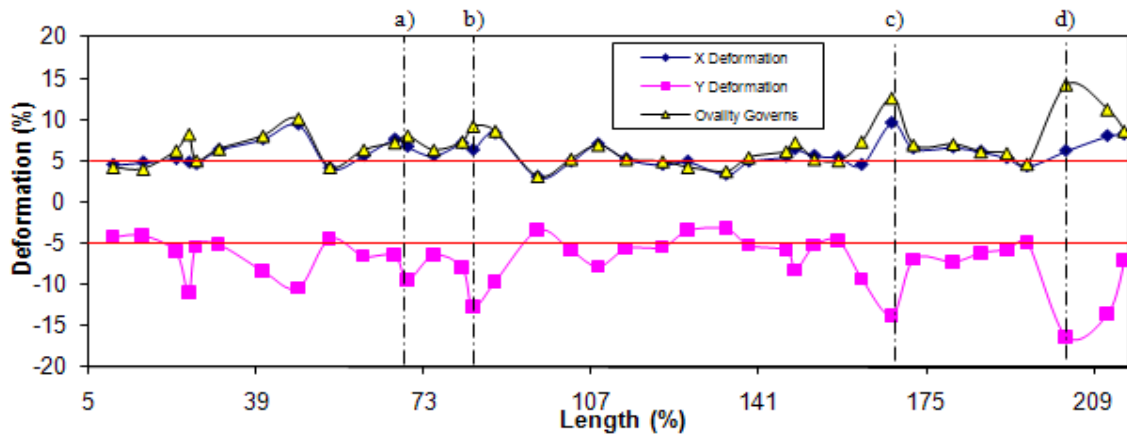 a) b) c) d)
20
15
10
5
0
-5
-10
-15
-20
Deformation (%)
X Deformation
Y Deformation
Ovality Governs
5 39 73 107 141 175 209
Length (%)